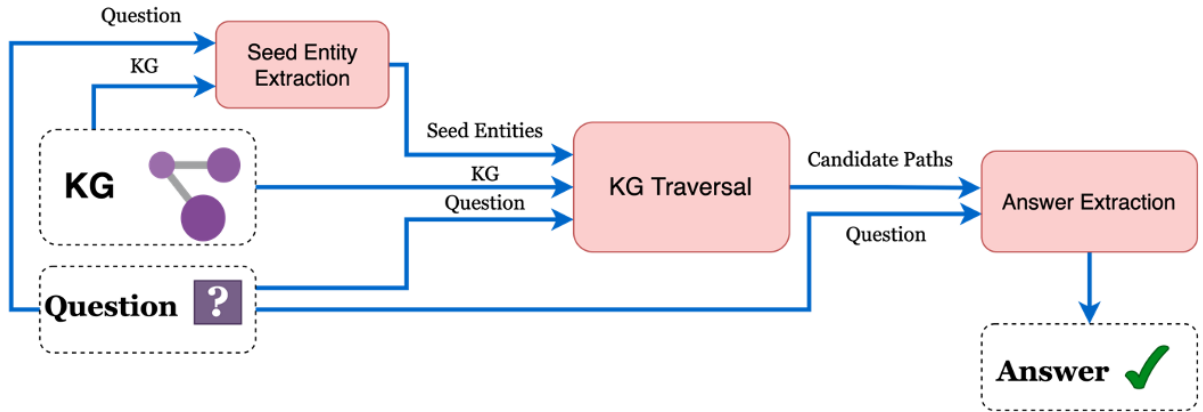 Question
KG
Seed Entity
Extraction
KG
Question
?
Seed Entities
KG
Question
KG Traversal
Candidate Paths
Question
Answer Extraction
Answer